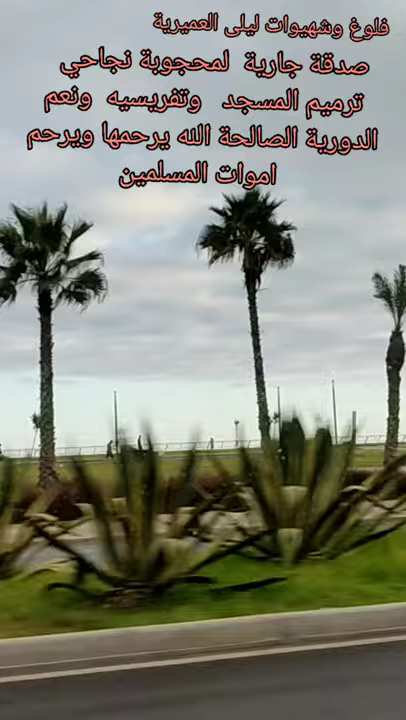 فلوغ وشهيوات ليلى العميرية
صدقة جارية لمحجوبة نجاحي
ترميم المسجد وتفريسيه ونعم
الدورية الصالحة الله يرحمها ويرحم
اموات المسلمين